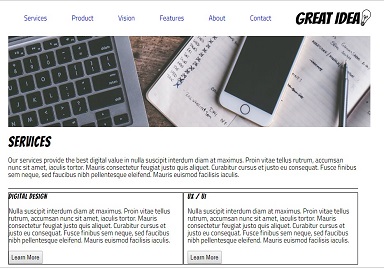 Services Product Vision Features About Contact GREAT IDEA
SERVICES
Our services provide the best digital value in nulla suscipit interdum diam at maximus. Proin vitae tellus rutrum, accumsan
nunc sit amet, iaculis tortor. Mauris consectetur feugiat justo quis aliquet. Curabitur cursus et justo eu consequat. Fusce finibus
sem neque, sed faucibus nibh pellentesque eleifend. Mauris euismod facilisis iaculis.
DIGITAL DESIGN
Nulla suscipit interdum diam at maximus. Proin vitae tellus
rutrum, accumsan nunc sit amet, iaculis tortor. Mauris
consectetur feugiat justo quis aliquet. Curabitur cursus et
justo eu consequat. Fusce finibus sem neque, sed faucibus
nibh pellentesque eleifend. Mauris euismod facilisis iaculis.
Learn More
UX / UI
Nulla suscipit interdum diam at maximus. Proin vitae tellus
rutrum, accumsan nunc sit amet, iaculis tortor. Mauris
consectetur feugiat justo quis aliquet. Curabitur cursus et
justo eu consequat. Fusce finibus sem neque, sed faucibus
nibh pellentesque eleifend. Mauris euismod facilisis iaculis.
Learn More